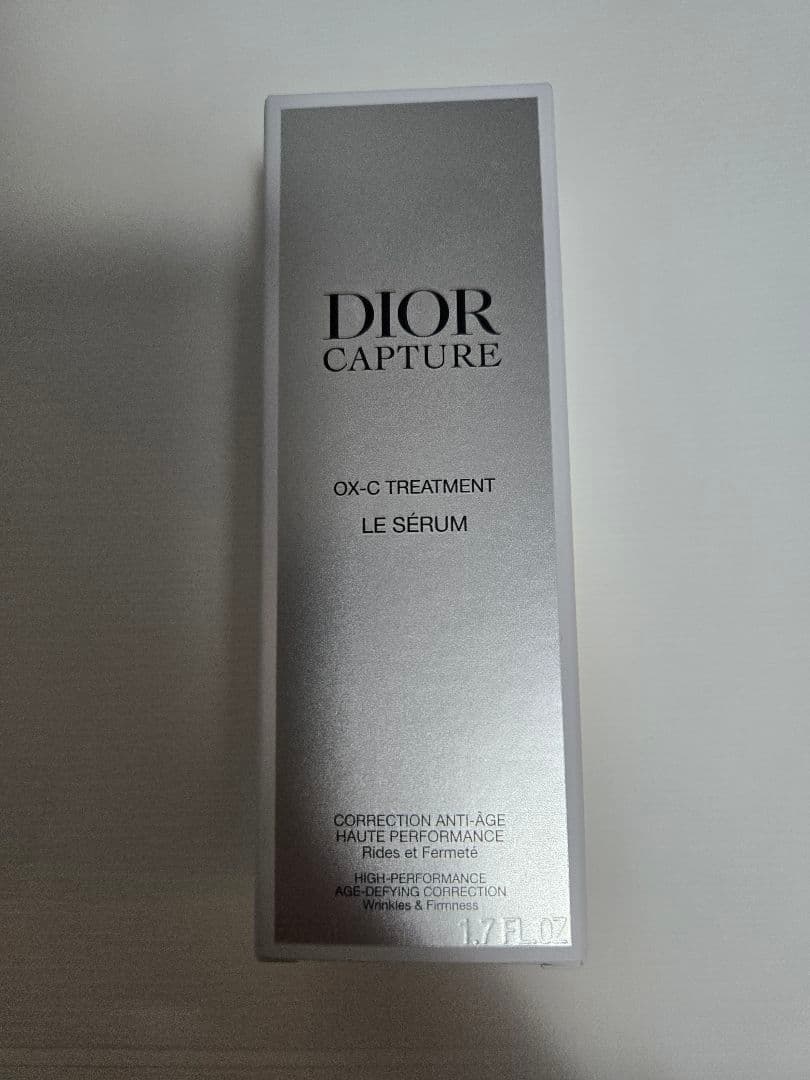 DIOR
CAPTURE
OX-C TREATMENT
LE SÉRUM
CORRECTION ANTI-ÂGE
HAUTE PERFORMANCE
Rides et Fermeté
HIGH-PERFORMANCE
AGE-DEFYING CORRECTION
Wrinkles & Firmness
1.7 FL.OZ